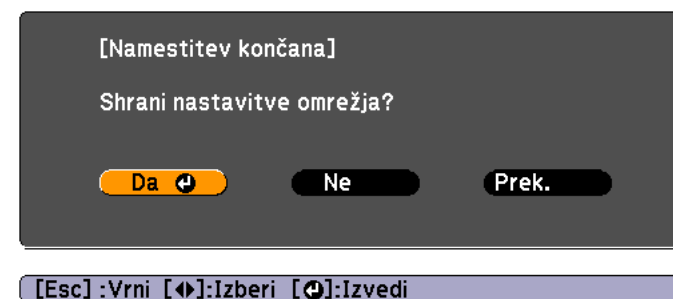 [Namestitev končana]
Shrani nastavitve omrežja?
Da Ne Prek.
[Esc] :Vrni [◆]:Izberi [↵]:Izvedi